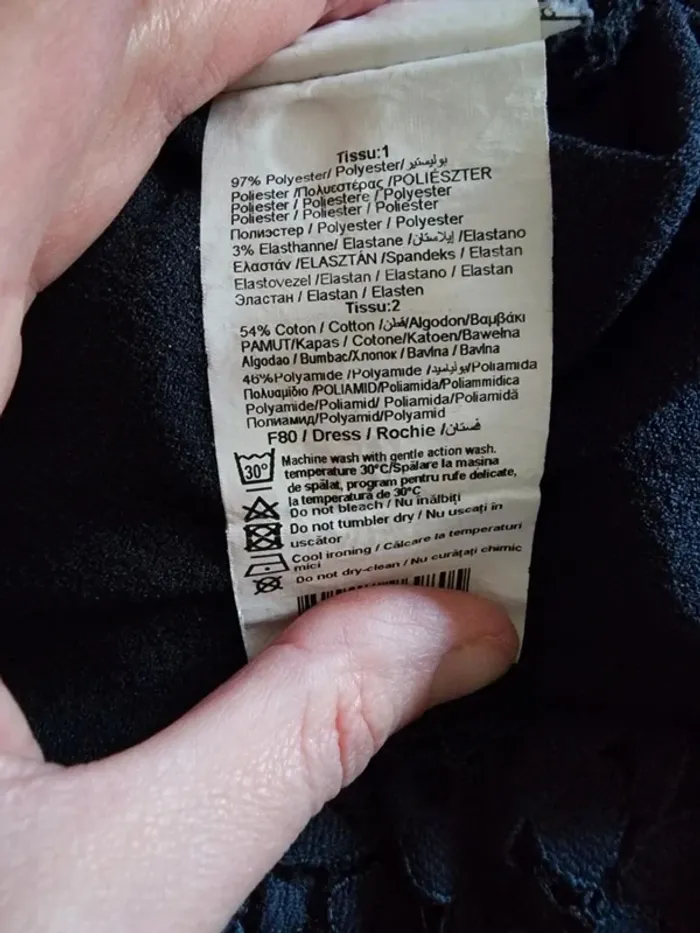 Tissu:1
97% Polyester/ Polyester/ بوليستير
Poliester /Πολυεστέρας /POLIÉSZTER
Poliester / Poliestere / Polyester
Poliester / Poliester / Poliester
Полиэстер / Polyester / Polyester
3% Elasthanne/ Elastane /إيلاستان /Elastano
Ελαστάν /ELASZTÁN /Spandeks / Elastan
Elastovezel /Elastan / Elastano / Elastan
Эластан / Elastan / Elasten
Tissu:2
54% Coton / Cotton /قطن/Algodon/Βαμβάκι
PAMUT/Kapas / Cotone/Katoen/Bawełna
Algodao / Bumbac/Хлопок / Bavlna / Bavlna
46%Polyamide /Polyamide /بولياميد/Poliamida
Πολυαμίδιο /POLIAMID/Poliamida/Poliammidica
Polyamide/Poliamid/ Poliamida/Poliamidă
Полиамид/Polyamid/Polyamid
F80 / Dress / Rochie /فستان
30° Machine wash with gentle action wash.
temperature 30°C/Spălare la masina
de spălat, program pentru rufe delicate,
la temperatura de 30°C
Do not bleach / Nu înălbiți
Do not tumbler dry / Nu uscați în
uscător
Cool ironing / Călcare la temperaturi
mici
Do not dry-clean / Nu curățați chimic